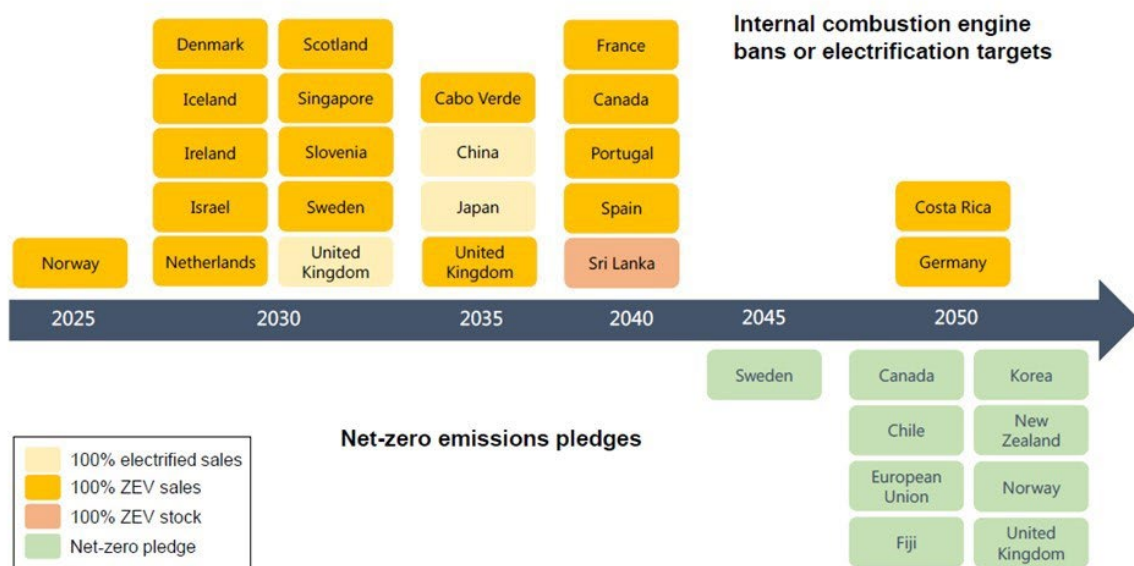 Internal combustion engine
bans or electrification targets
Denmark
Scotland
France
Iceland
Singapore
Cabo Verde
Canada
Ireland
Slovenia
China
Portugal
Israel
Sweden
Japan
Spain
Costa Rica
Norway
Netherlands
United
Kingdom
United
Kingdom
Sri Lanka
Germany
2025
2030
2035
2040
2045
2050
Sweden
Canada
Korea
Net-zero emissions pledges
Chile
New
Zealand
European
Union
Norway
Fiji
United
Kingdom
100% electrified sales
100% ZEV sales
100% ZEV stock
Net-zero pledge